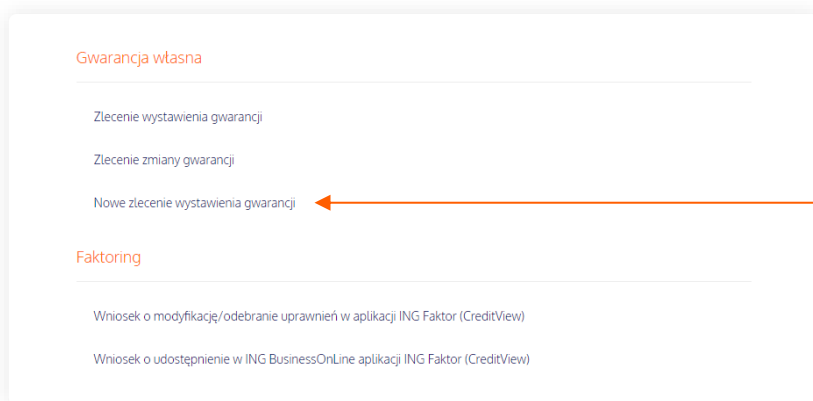 Gwarancja własna
Zlecenie wystawienia gwarancji
Zlecenie zmiany gwarancji
Nowe zlecenie wystawienia gwarancji
Faktoring
Wniosek o modyfikację/odebranie uprawnień w aplikacji ING Faktor (CreditView)
Wniosek o udostępnienie w ING BusinessOnLine aplikacji ING Faktor (CreditView)